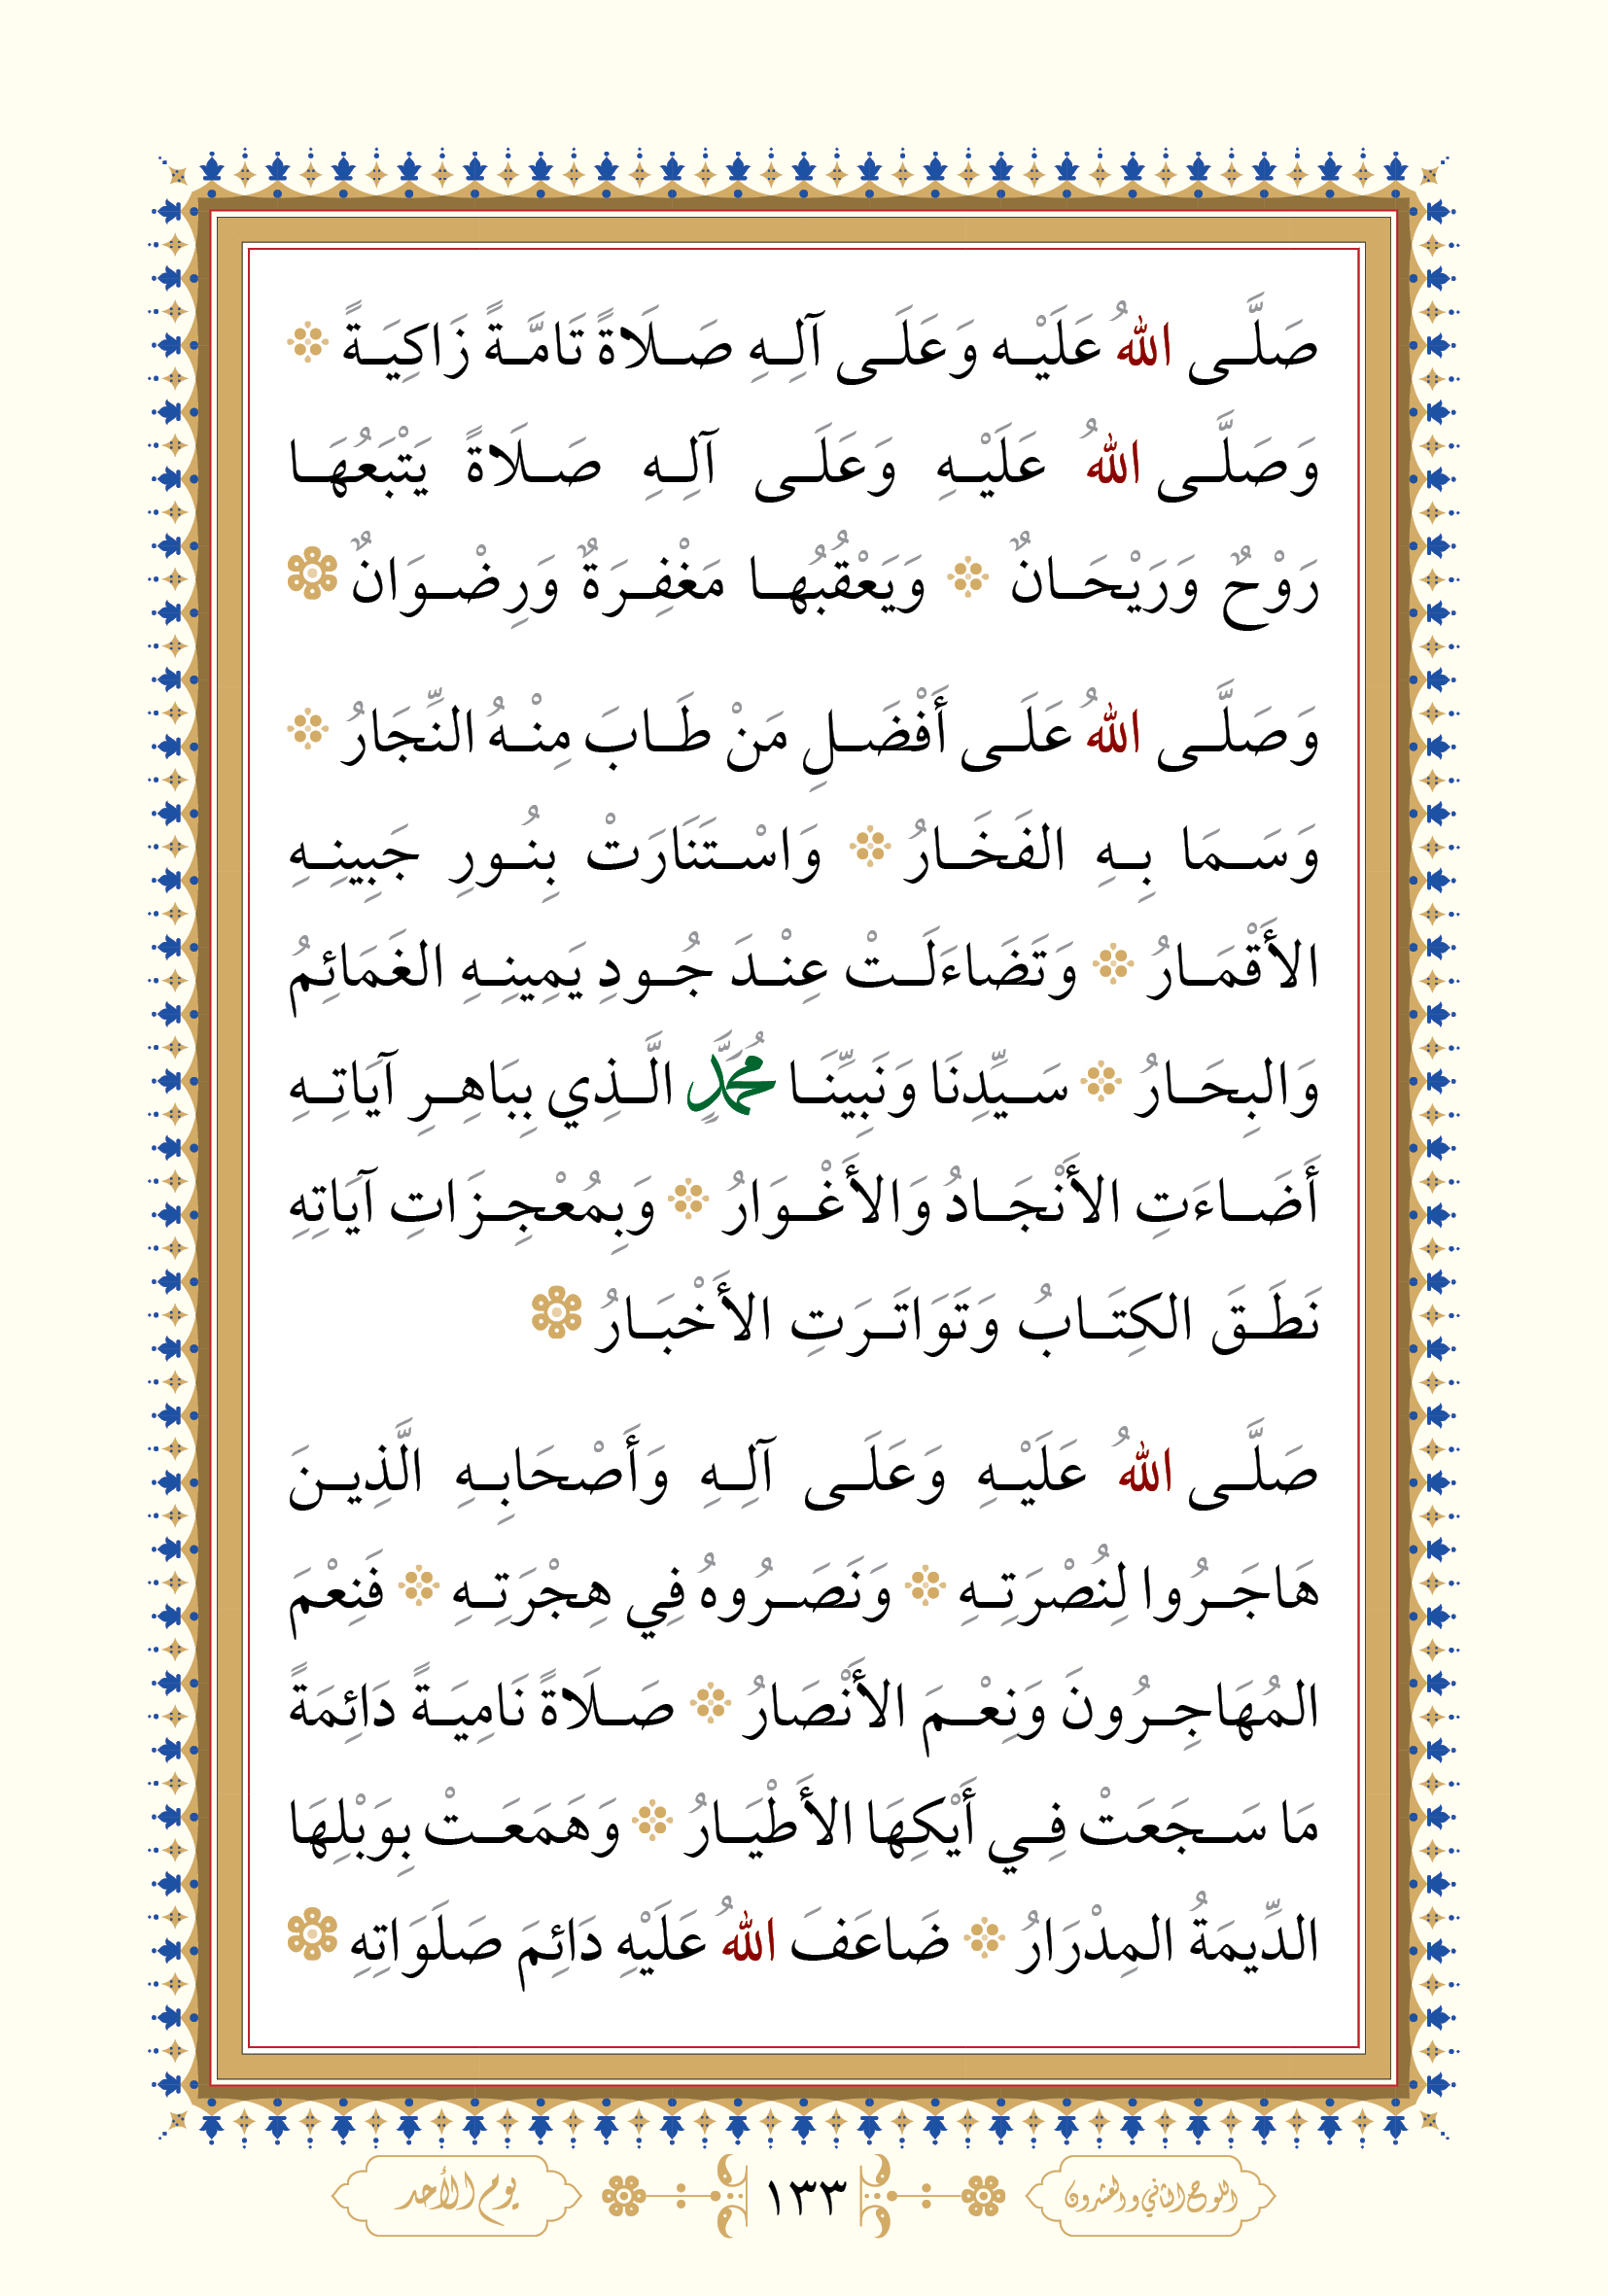 صَلَّى اللهُ عَلَيْه وَعَلَى آلِهِ صَلَاةً تَامَّةً زَاكِيَةً
وَصَلَّى اللهُ عَلَيْهِ وَعَلَى آلِهِ صَلَاةً يَتْبَعُهَا
رَوْحٌ وَرَيْحَانٌ وَيَعْقُبُهَا مَغْفِرَةٌ وَرِضْوَانٌ
وَصَلَّى اللهُ عَلَى أَفْضَلِ مَنْ طَابَ مِنْهُ النِّجَارُ
وَسَمَا بِهِ الفَخَارُ وَاسْتَنَارَتْ بِنُورِ جَبِينِهِ
الأَقْمَارُ وَتَضَاءَلَتْ عِنْدَ جُودِ يَمِينِهِ الغَمَائِمُ
وَالبِحَارُ سَيِّدِنَا وَنَبِيِّنَا مُحَمَّدٍ الَّذِي بِبَاهِرِ آيَاتِهِ
أَضَاءَتِ الأَنْجَادُ وَالأَغْوَارُ وَبِمُعْجِزَاتِ آيَاتِهِ
نَطَقَ الكِتَابُ وَتَوَاتَرَتِ الأَخْبَارُ
صَلَّى اللهُ عَلَيْهِ وَعَلَى آلِهِ وَأَصْحَابِهِ الَّذِينَ
هَاجَرُوا لِنُصْرَتِهِ وَنَصَرُوهُ فِي هِجْرَتِهِ فَنِعْمَ
المُهَاجِرُونَ وَنِعْمَ الأَنْصَارُ صَلَاةً نَامِيَةً دَائِمَةً
مَا سَجَعَتْ فِي أَيْكِهَا الأَطْيَارُ وَهَمَعَتْ بِوَبْلِهَا
الدِّيمَةُ المِدْرَارُ ضَاعَفَ اللهُ عَلَيْهِ دَائِمَ صَلَوَاتِهِ
اللوح الثاني والعشرون ١٣٣ يوم الأحد